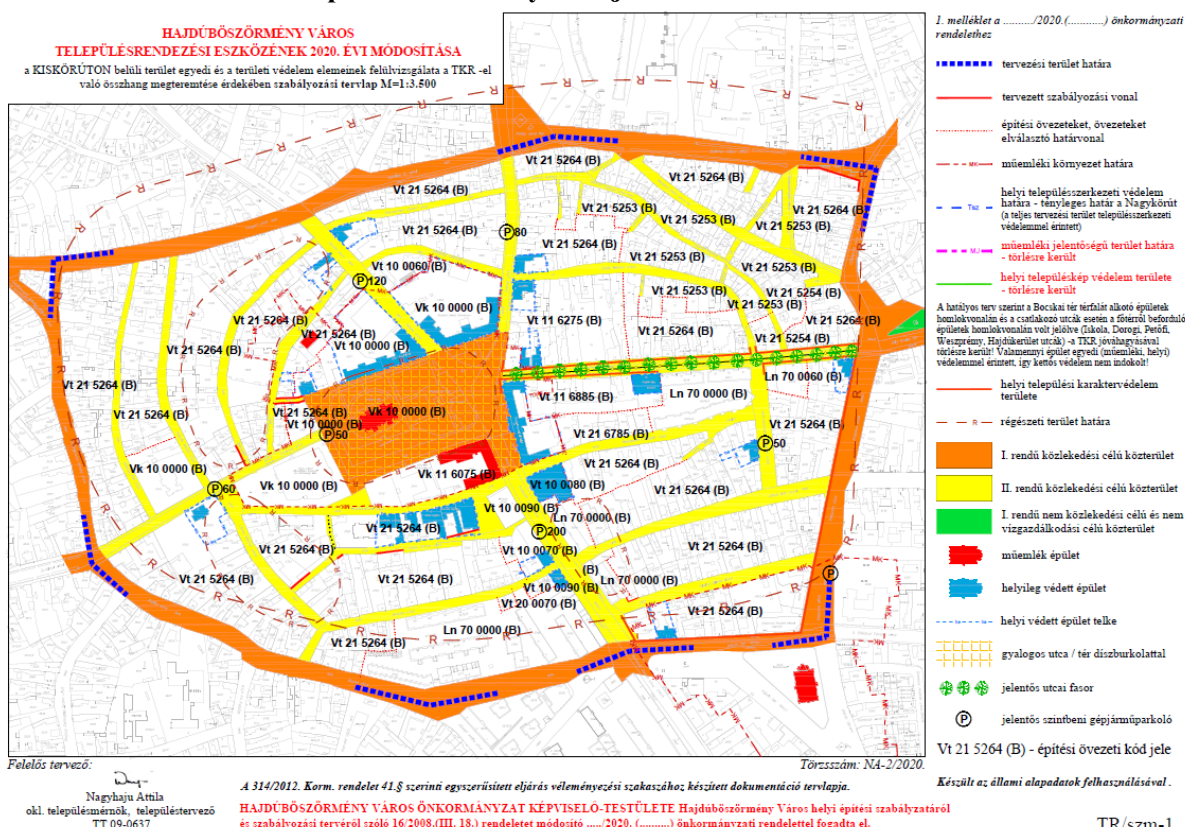 HAJDÚBÖSZÖRMÉNY VÁROS
TELEPÜLÉSRENDEZÉSI ESZKÖZÉNEK 2020. ÉVI MÓDOSÍTÁSA
a KISKÖRÚTON belüli terület egyedi és a területi védelem elemeinek felülvizsgálata a TKR -el
való összhang megteremtése érdekében szabályozási tervlap M=1:3.500
1. melléklet a ........../2020.(............) önkormányzati
rendelethez
tervezési terület határa
tervezett szabályozási vonal
építési övezeteket, övezeteket
elválasztó határvonal
MK
műemléki környezet határa
helyi településszerkezeti védelem
határa - tényleges határ a Nagykörút
(a teljes tervezési terület településszerkezeti
védelemmel érintett)
Tsz
műemléki jelentőségű terület határa
- törlésre került
MJ
helyi településkép védelem területe
- törlésre került
A hatályos terv szerint a Bocskai tér térfalát alkotó épületek
homlokvonalán és a csatlakozó utcák esetén a főtérről beforduló
épületek homlokvonalán volt jelölve (Iskola, Dorogi, Petőfi,
Weszprémy, Hajdúkerület utcák) -a TKR jóváhagyásával
törlésre került! Valamennyi épület egyedi (műemléki, helyi)
védelemmel érintett, így kettős védelem nem indokolt!
helyi települési karaktervédelem
területe
R
régészeti terület határa
I. rendű közlekedési célú közterület
II. rendű közlekedési célú közterület
I. rendű nem közlekedési célú és nem
vízgazdálkodási célú közterület
műemlék épület
helyileg védett épület
helyi védett épület telke
gyalogos utca / tér díszburkolattal
jelentős utcai fasor
P
jelentős szintbeni gépjárműparkoló
Vt 21 5264 (B) - építési övezeti kód jele
Készült az állami alapadatok felhasználásával .
TR/szm-1
Vt 21 5264 (B)
Vt 21 5264 (B)
Vt 21 5264 (B)
Vt 21 5253 (B)
Vt 21 5264 (B)
P80
Vt 21 5264 (B)
Vt 21 5253 (B)
Vt 21 5253 (B)
Vt 21 5264 (B)
Vt 10 0060 (B)
Vt 21 5253 (B)
Vt 21 5253 (B)
P120
Vt 21 5253 (B)
Vt 21 5254 (B)
Vk 10 0000 (B)
Vt 21 5253 (B)
Vt 21 5264 (B)
Vt 11 6275 (B)
Vt 21 5264 (B)
Vt 21 5264 (B)
Vt 21 5264 (B)
Vt 10 0000 (B)
Vt 21 5254 (B)
Ln 70 0060 (B)
Vt 21 5264 (B)
Ln 70 0000 (B)
Vt 11 6885 (B)
Vt 21 5264 (B)
Vk 10 0000 (B)
Vt 10 0000 (B)
Vt 21 5264 (B)
P50
Vt 21 6785 (B)
P50
Vk 10 0000 (B)
Vk 11 6075 (B)
Vt 21 5264 (B)
P60
Vk 10 0000 (B)
Vt 10 0080 (B)
Vt 21 5264 (B)
Vt 10 0090 (B)
Ln 70 0000 (B)
Vt 21 5264 (B)
P200
Vt 21 5264 (B)
Vt 10 0070 (B)
Vt 21 5264 (B)
(B)
Vt 21 5264 (B)
Vt 21 5264 (B)
Ln 70 0000 (B)
Vt 10 0090 (B)
P
Vt 20 0070 (B)
Vt 21 5264 (B)
Ln 70 0000 (B)
Vt 21 5264 (B)
Felelős tervező:
Törzsszám: NA-2/2020.
Nagyhaju Attila
okl. településmérnök, településtervező
TT 09-0637
A 314/2012. Korm. rendelet 41.§ szerinti egyszerűsített eljárás véleményezési szakaszához készített dokumentáció tervlapja.
HAJDÚBÖSZÖRMÉNY VÁROS ÖNKORMÁNYZAT KÉPVISELŐ-TESTÜLETE Hajdúböszörmény Város helyi építési szabályzatáról
és szabályozási tervéről szóló 16/2008.(III. 18.) rendeletet módosító ...../2020. (.........) önkormányzati rendelettel fogadta el.